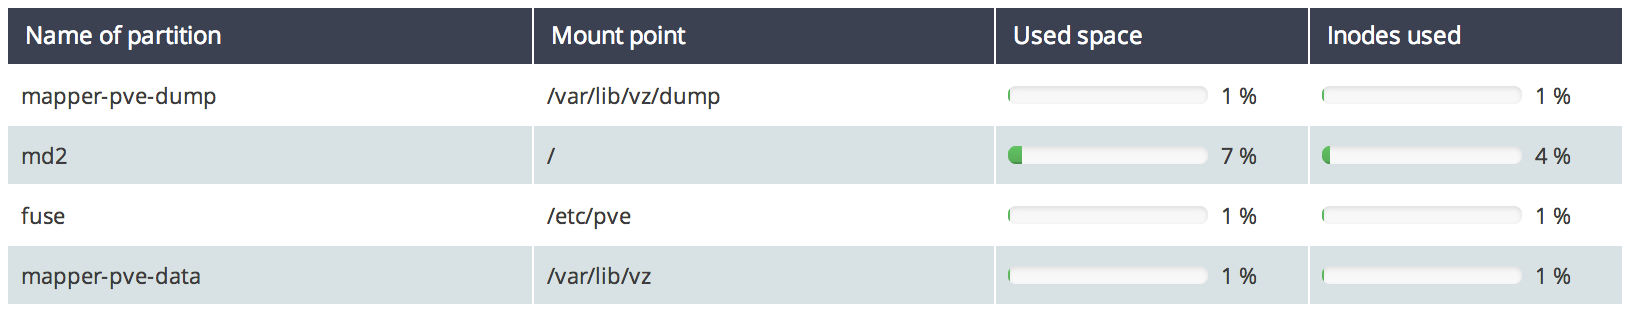 Name of partition Mount point Used space Inodes used
mapper-pve-dump /var/lib/vz/dump 1 % 1 %
md2 / 7 % 4 %
fuse /etc/pve 1 % 1 %
mapper-pve-data /var/lib/vz 1 % 1 %